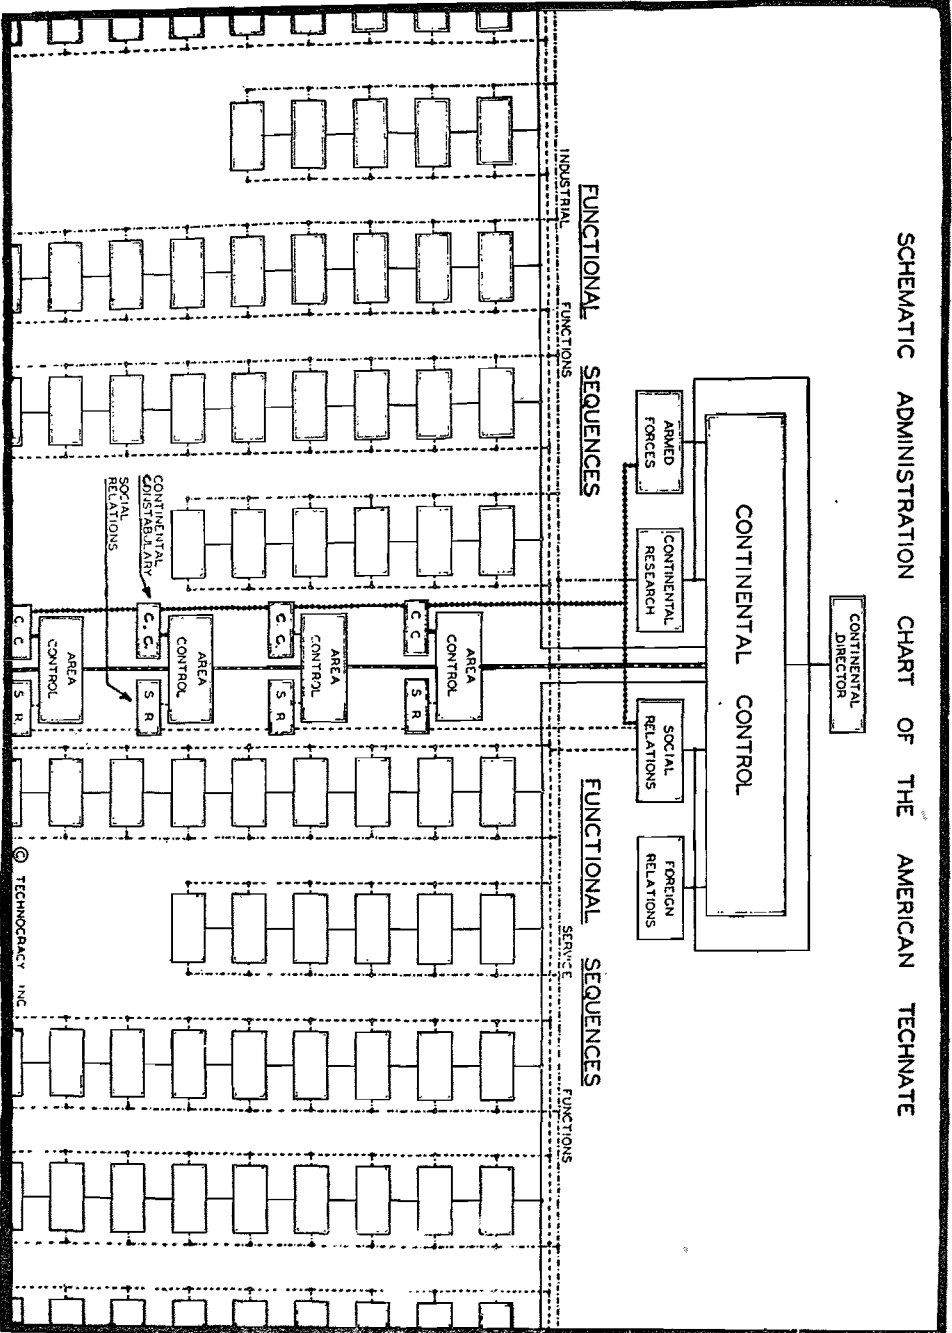 SCHEMATIC ADMINISTRATION CHART OF THE AMERICAN TECHNATE
CONTINENTAL
DIRECTOR
CONTINENTAL CONTROL
ARMED
FORCES
CONTINENTAL
RESEARCH
SOCIAL
RELATIONS
FOREIGN
RELATIONS
FUNCTIONAL SEQUENCES
FUNCTIONAL SEQUENCES
INDUSTRIAL FUNCTIONS
SERVICE FUNCTIONS
AREA
CONTROL
C. C.
S R
AREA
CONTROL
C. C.
S R
AREA
CONTROL
C. C.
S R
AREA
CONTROL
C. C.
S R
CONTINENTAL
CONSTABULARY
SOCIAL
RELATIONS
© TECHNOCRACY INC